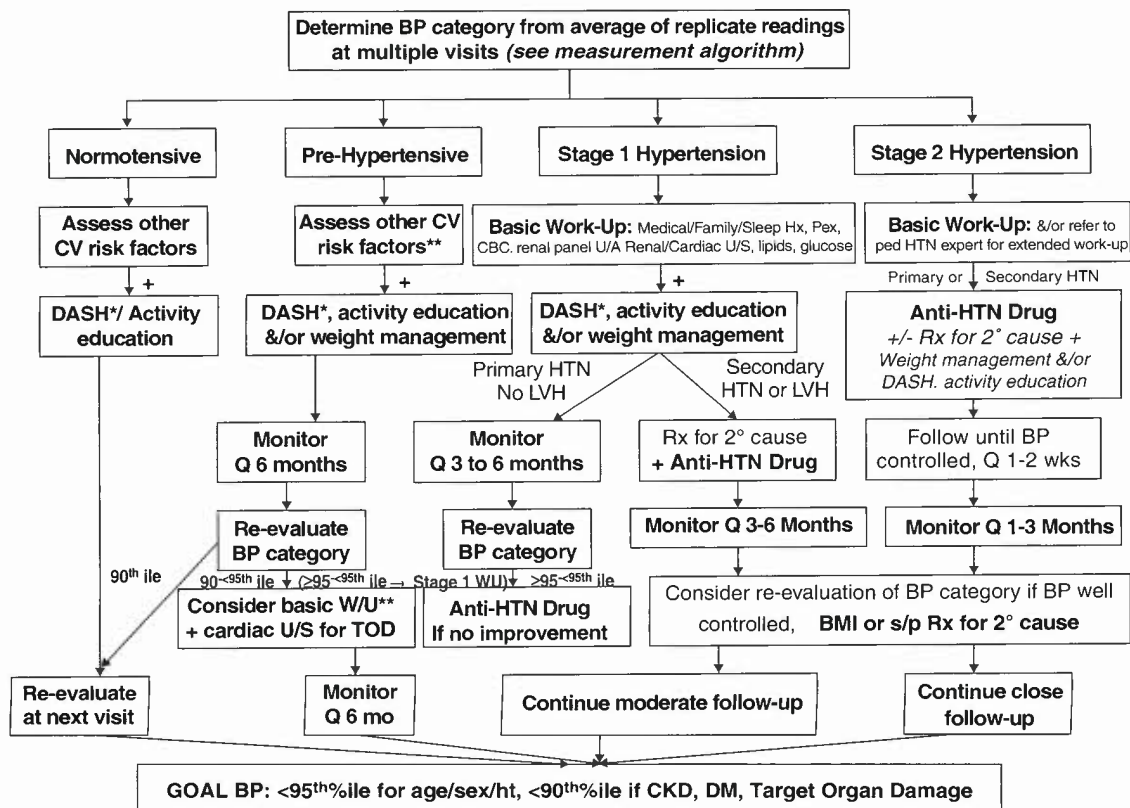 Determine BP category from average of replicate readings
at multiple visits (see measurement algorithm)
Normotensive
Pre-Hypertensive
Stage 1 Hypertension
Stage 2 Hypertension
Assess other
CV risk factors
Assess other CV
risk factors**
Basic Work-Up: Medical/Family/Sleep Hx, Pex,
CBC. renal panel U/A Renal/Cardiac U/S, lipids, glucose
Basic Work-Up: &/or refer to
ped HTN expert for extended work-up
+
+
+
Primary or Secondary HTN
DASH*/ Activity
education
DASH*, activity education
&/or weight management
DASH*, activity education
&/or weight management
Anti-HTN Drug
+/- Rx for 2° cause +
Weight management &/or
DASH. activity education
Primary HTN
No LVH
Secondary
HTN or LVH
Monitor
Q 6 months
Monitor
Q 3 to 6 months
Rx for 2° cause
+ Anti-HTN Drug
Follow until BP
controlled, Q 1-2 wks
Re-evaluate
BP category
Re-evaluate
BP category
Monitor Q 3-6 Months
Monitor Q 1-3 Months
90th ile
90-<95th ile (≥95-<95th ile → Stage 1 WU) ≥95-<95th ile
Consider basic W/U**
+ cardiac U/S for TOD
Anti-HTN Drug
If no improvement
Consider re-evaluation of BP category if BP well
controlled, BMI or s/p Rx for 2° cause
Re-evaluate
at next visit
Monitor
Q 6 mo
Continue moderate follow-up
Continue close
follow-up
GOAL BP: <95th%ile for age/sex/ht, <90th%ile if CKD, DM, Target Organ Damage